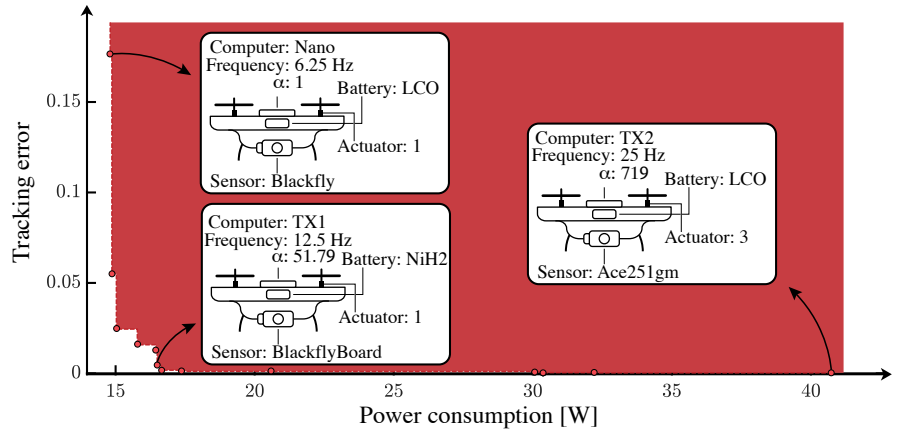 Tracking error
0.15
0.1
0.05
0
15
20
25
30
35
40
Power consumption [W]
Computer: Nano
Frequency: 6.25 Hz
α: 1
Battery: LCO
Actuator: 1
Sensor: Blackfly
Computer: TX1
Frequency: 12.5 Hz
α: 51.79
Battery: NiH2
Actuator: 1
Sensor: BlackflyBoard
Computer: TX2
Frequency: 25 Hz
α: 719
Battery: LCO
Actuator: 3
Sensor: Ace251gm